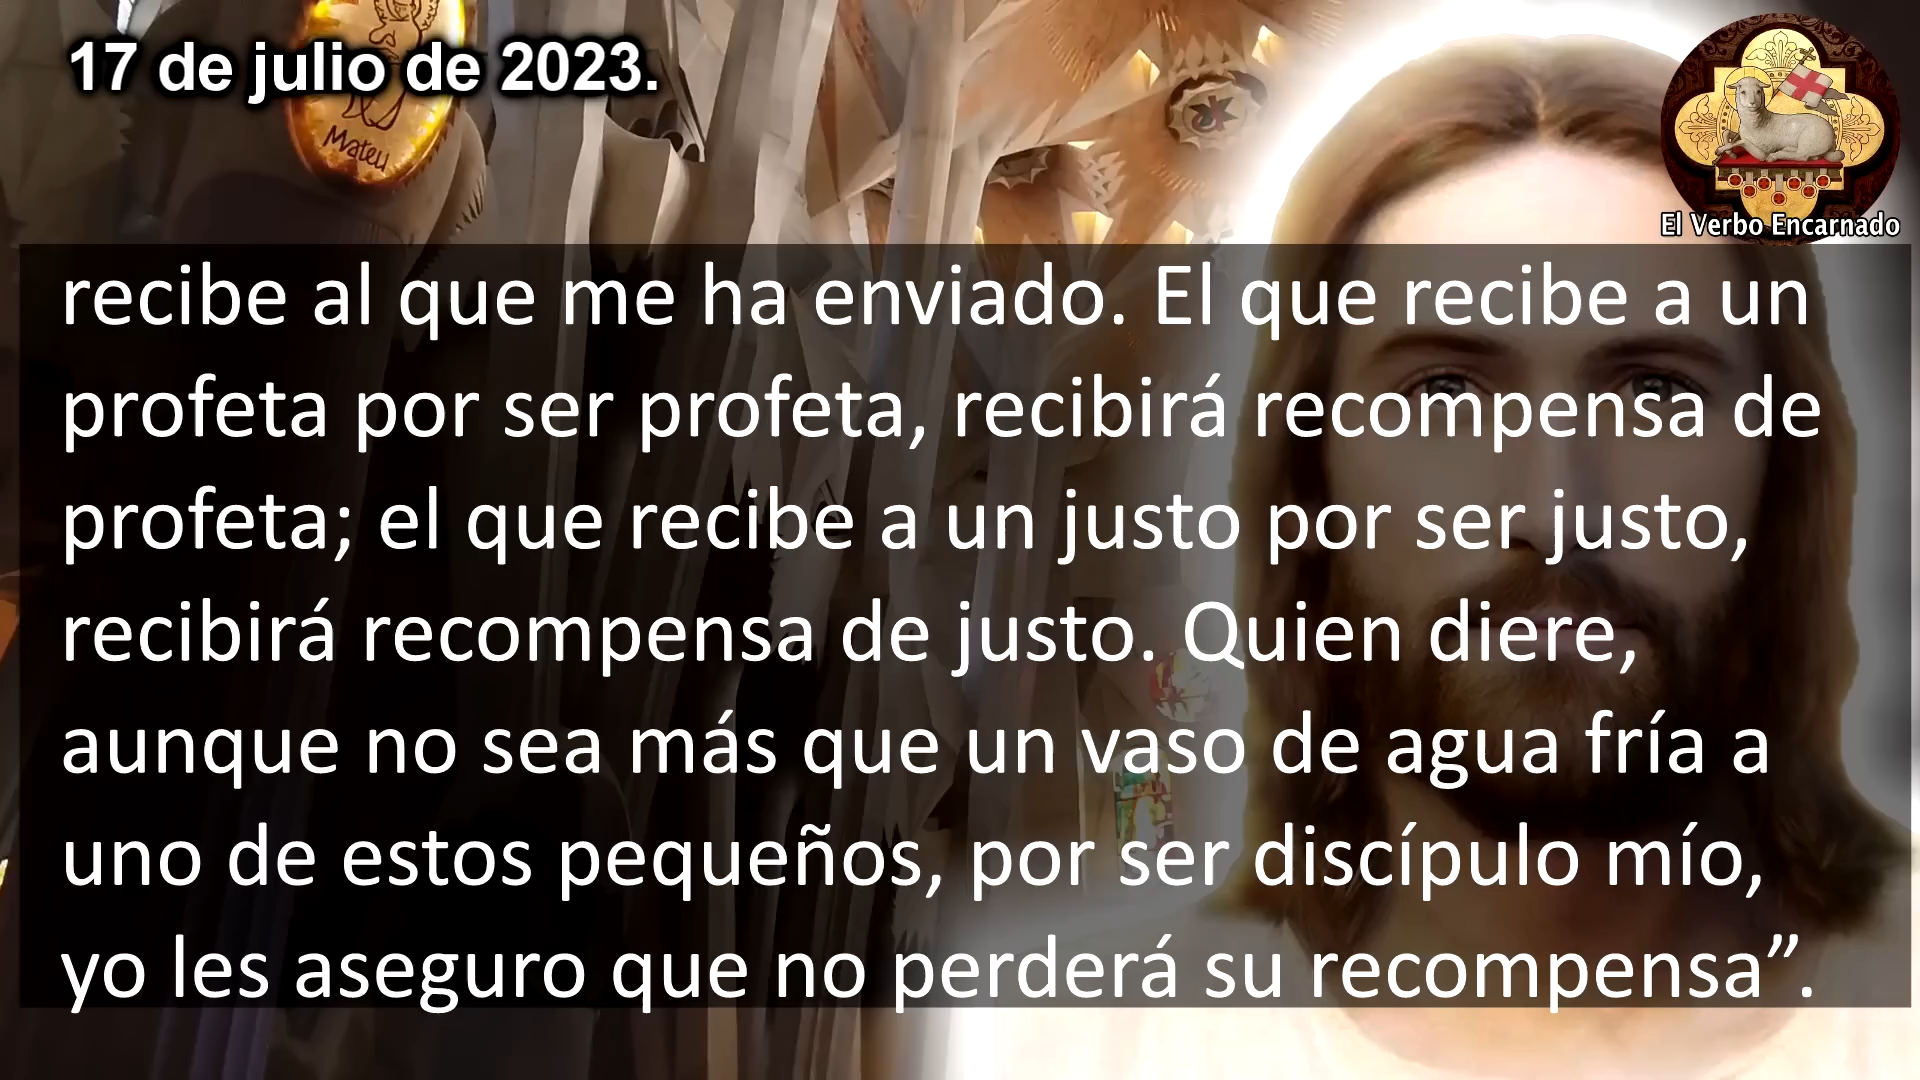 17 de julio de 2023.
Mateu
El Verbo Encarnado
recibe al que me ha enviado. El que recibe a un
profeta por ser profeta, recibirá recompensa de
profeta; el que recibe a un justo por ser justo,
recibirá recompensa de justo. Quien diere,
aunque no sea más que un vaso de agua fría a
uno de estos pequeños, por ser discípulo mío,
yo les aseguro que no perderá su recompensa”.